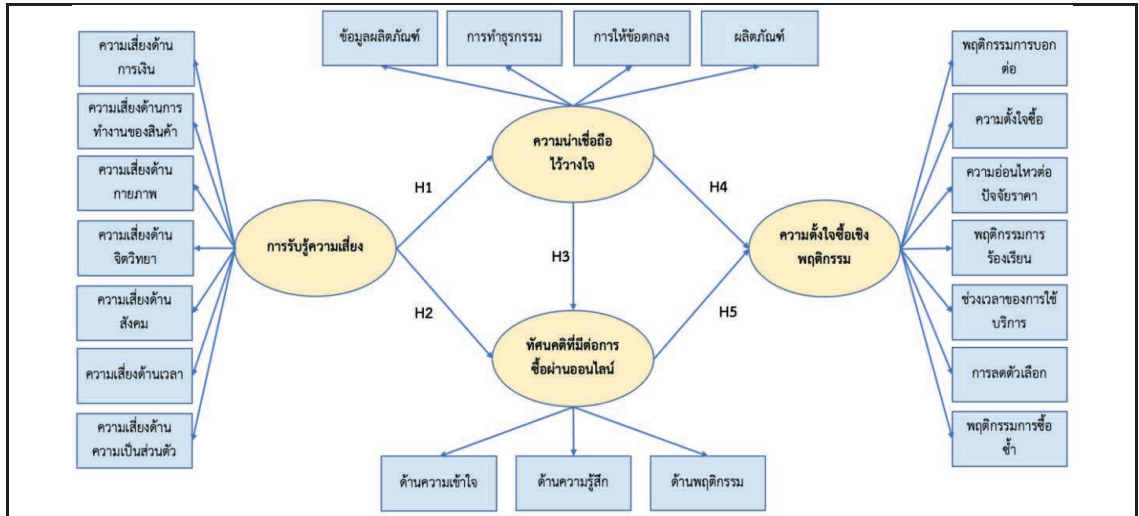 ข้อมูลผลิตภัณฑ์
การทำธุรกรรม
การให้ข้อตกลง
ผลิตภัณฑ์
ความเสี่ยงด้าน
การเงิน
ความเสี่ยงด้านการ
ทำงานของสินค้า
ความเสี่ยงด้าน
กายภาพ
ความเสี่ยงด้าน
จิตวิทยา
ความเสี่ยงด้าน
สังคม
ความเสี่ยงด้านเวลา
ความเสี่ยงด้าน
ความเป็นส่วนตัว
การรับรู้ความเสี่ยง
H1
H2
ความน่าเชื่อถือ
ไว้วางใจ
H3
ทัศนคติที่มีต่อการ
ซื้อผ่านออนไลน์
H4
H5
ความตั้งใจซื้อเชิง
พฤติกรรม
พฤติกรรมการบอก
ต่อ
ความตั้งใจซื้อ
ความอ่อนไหวต่อ
ปัจจัยราคา
พฤติกรรมการ
ร้องเรียน
ช่วงเวลาของการใช้
บริการ
การลดตัวเลือก
พฤติกรรมการซื้อ
ซ้ำ
ด้านความเข้าใจ
ด้านความรู้สึก
ด้านพฤติกรรม